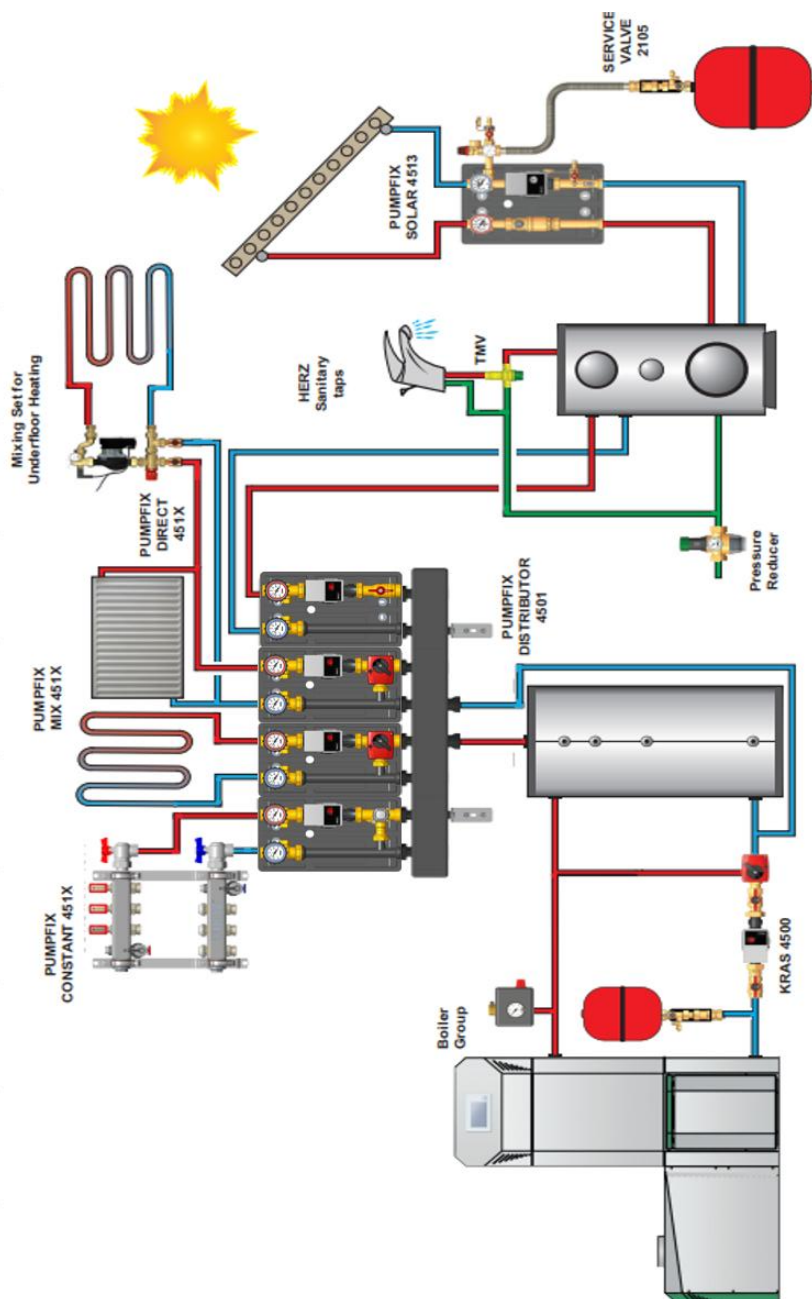 Boiler
Group
KRAS 4500
PUMPFIX
CONSTANT 451X
PUMPFIX
MIX 451X
PUMPFIX
DIRECT
451X
Mixing Set for
Underfloor Heating
PUMPFIX
DISTRIBUTOR
4501
HERZ
Sanitary
taps
TMV
Pressure
Reducer
PUMPFIX
SOLAR 4513
SERVICE
VALVE
2105